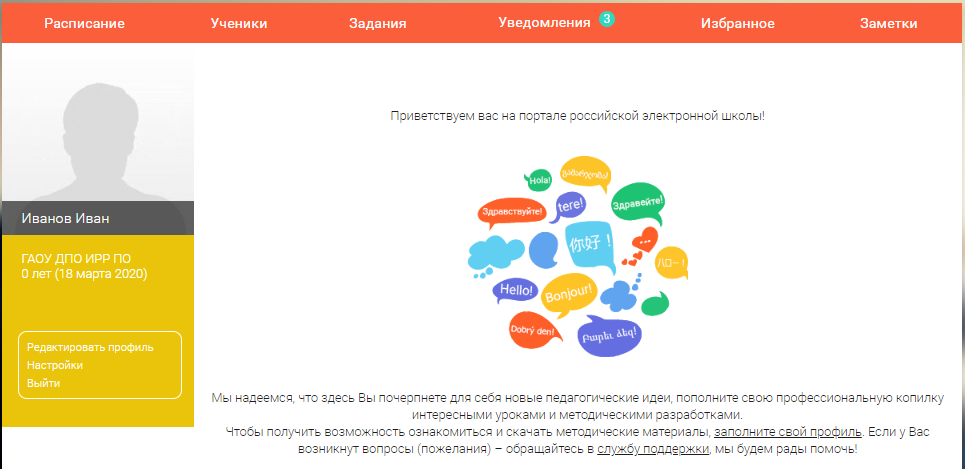 Расписание Ученики Задания Уведомления 3 Избранное Заметки
Иванов Иван
ГАОУ ДПО ИРР ПО
0 лет (18 марта 2020)
Редактировать профиль
Настройки
Выйти
Приветствуем вас на портале российской электронной школы!
Hola!
გამარჯობა!
Здравствуйте!
tere!
Здравейте!
你好！
Hello!
Bonjour!
Dobrý den!
Բարեւ ձեզ!
Мы надеемся, что здесь Вы почерпнете для себя новые педагогические идеи, пополните свою профессиональную копилку
интересными уроками и методическими разработками.
Чтобы получить возможность ознакомиться и скачать методические материалы, заполните свой профиль. Если у Вас
возникнут вопросы (пожелания) – обращайтесь в службу поддержки, мы будем рады помочь!